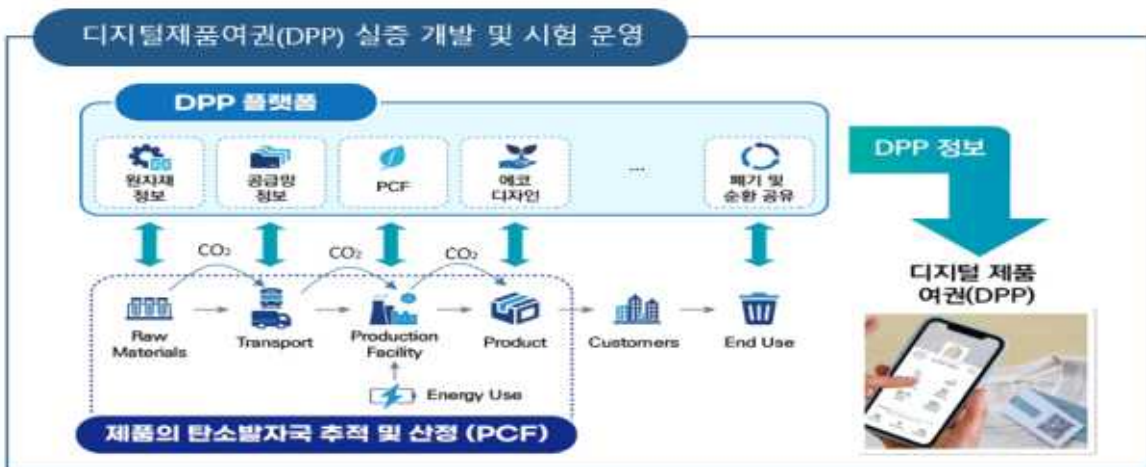 디지털제품여권(DPP) 실증 개발 및 시험 운영
DPP 플랫폼
원자재
정보
공급망
정보
PCF
에코
디자인
...
폐기 및
순환 공유
DPP 정보
CO₂
CO₂
CO₂
디지털 제품
여권(DPP)
Raw
Materials
Transport
Production
Facility
Product
Customers
End Use
Energy Use
제품의 탄소발자국 추적 및 산정 (PCF)